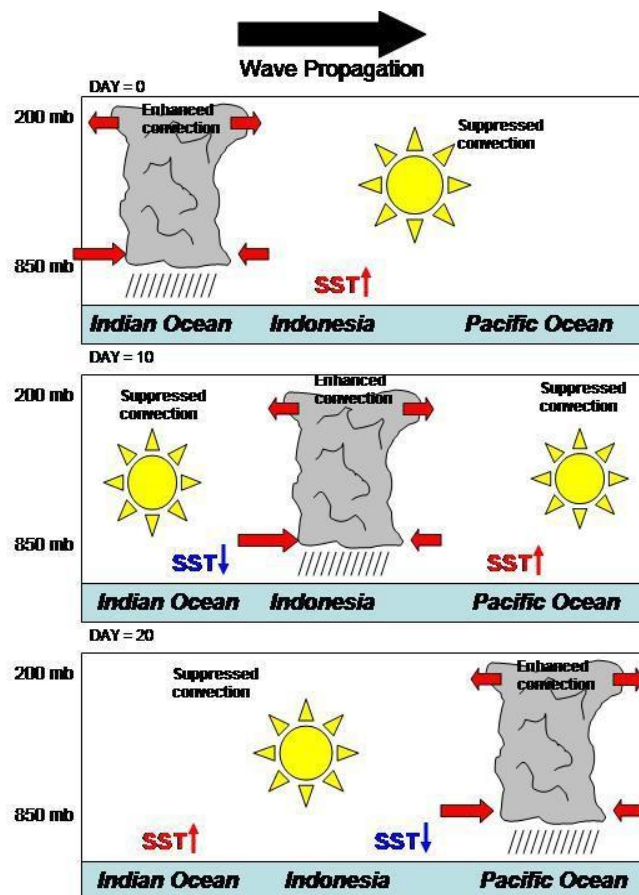 Wave Propagation
DAY = 0
200 mb
Enhanced
convection
Suppressed
convection
850 mb
SST
Indian Ocean Indonesia Pacific Ocean
DAY = 10
200 mb
Suppressed
convection
Enhanced
convection
Suppressed
convection
850 mb
SST SST
Indian Ocean Indonesia Pacific Ocean
DAY = 20
200 mb
Suppressed
convection
Enhanced
convection
850 mb
SST SST
Indian Ocean Indonesia Pacific Ocean